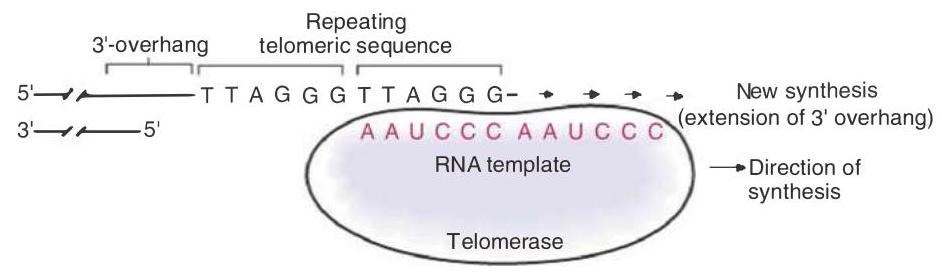 Repeating
3'-overhang telomeric sequence
5' T T A G G G T T A G G G New synthesis
(extension of 3' overhang)
3' 5' A A U C C C A A U C C C
RNA template
Direction of
synthesis
Telomerase